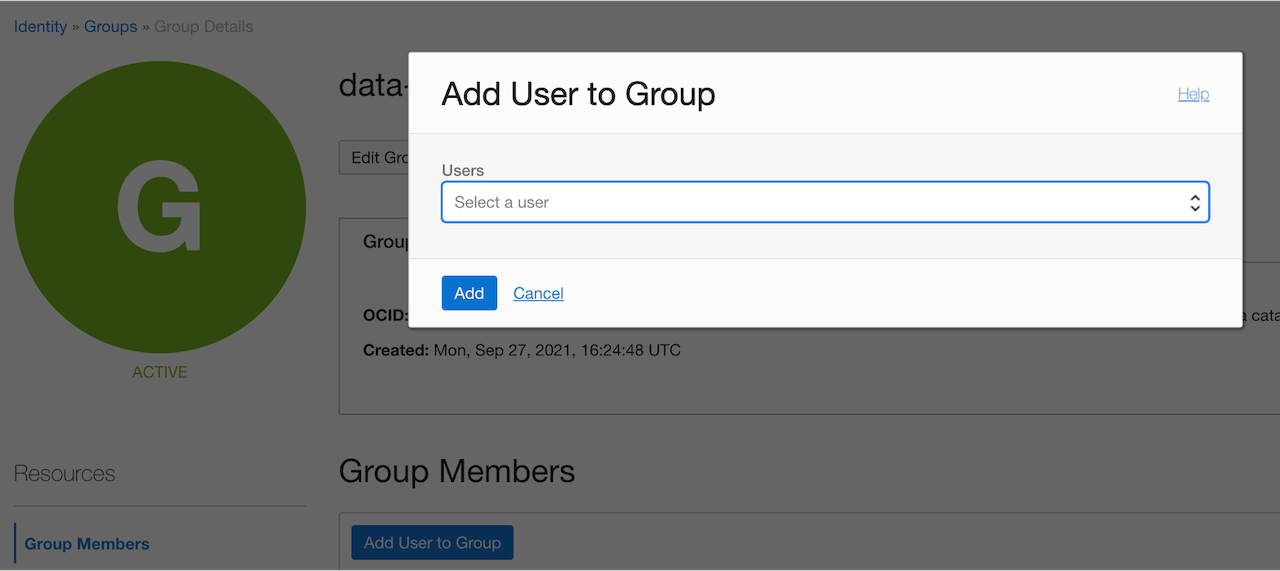 Identity » Groups » Group Details
G
ACTIVE
data-
Edit Gro
Add User to Group
Help
Users
Select a user
Add
Cancel
Group
OCID:
a cata
Created: Mon, Sep 27, 2021, 16:24:48 UTC
Resources
Group Members
Group Members
Add User to Group